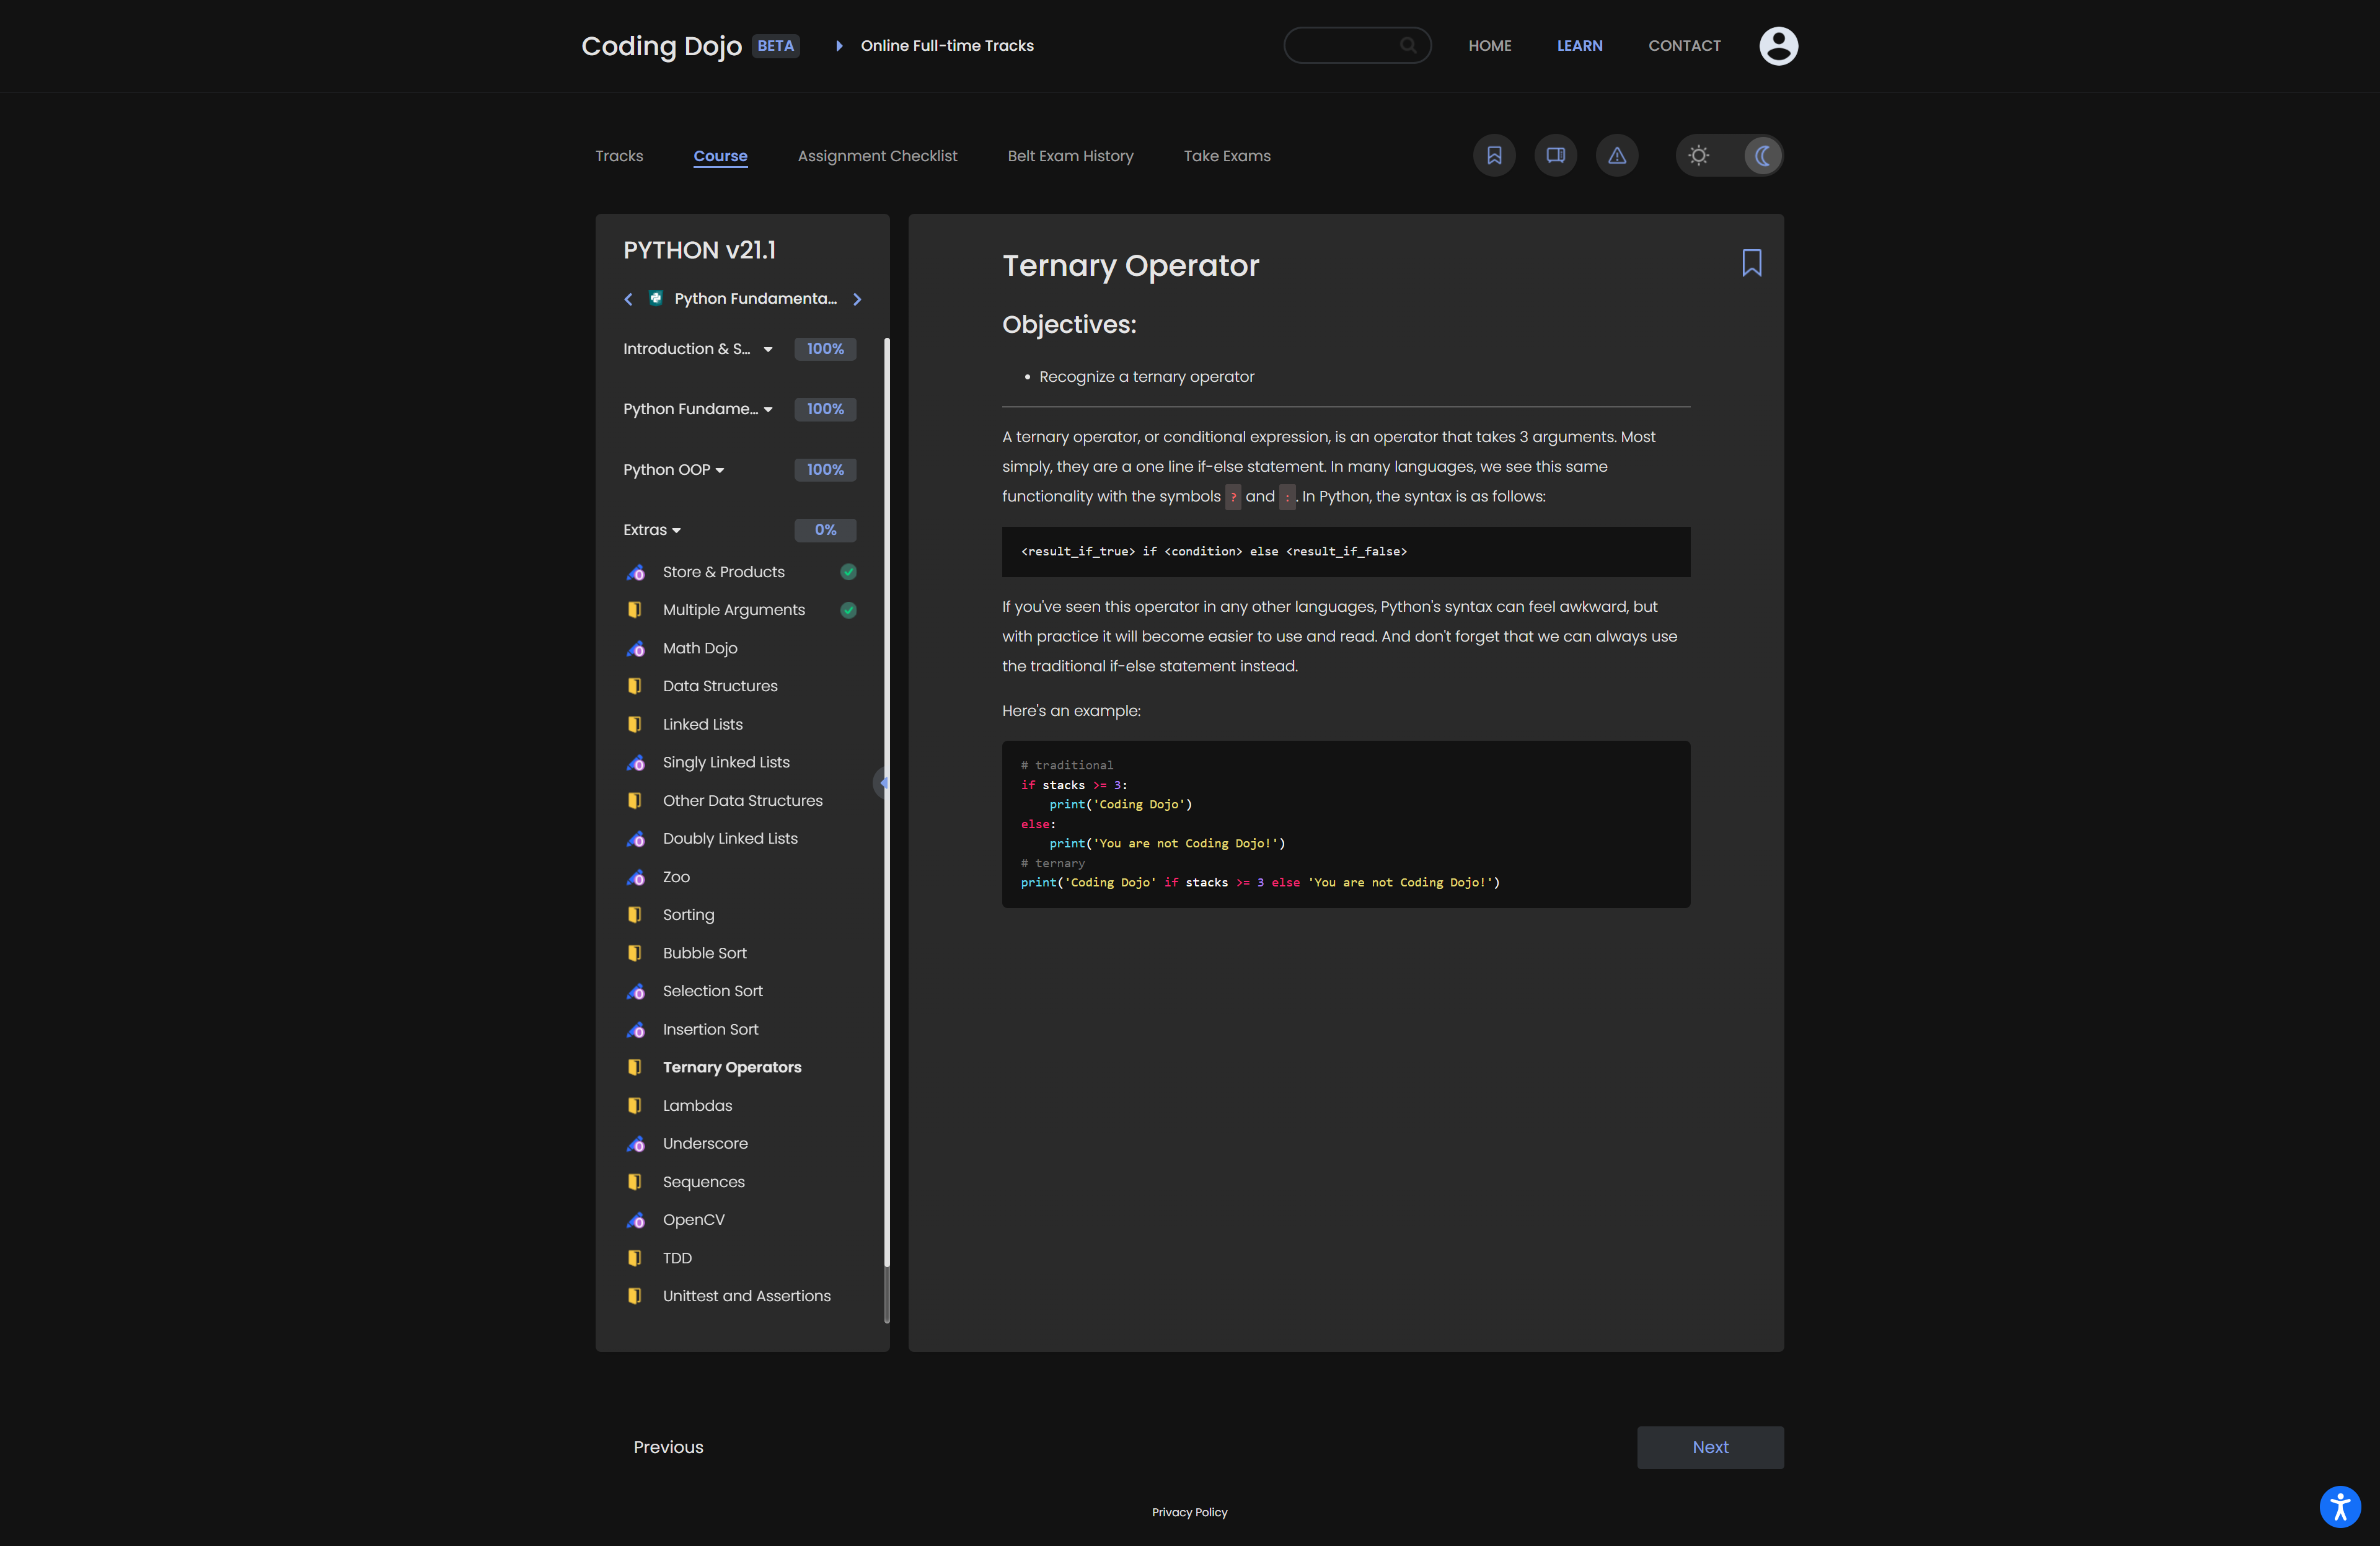 Coding Dojo BETA Online Full-time Tracks HOME LEARN CONTACT
Tracks Course Assignment Checklist Belt Exam History Take Exams
PYTHON v21.1
Python Fundamenta...
Introduction & S... 100%
Python Fundame... 100%
Python OOP 100%
Extras 0%
Store & Products
Multiple Arguments
Math Dojo
Data Structures
Linked Lists
Singly Linked Lists
Other Data Structures
Doubly Linked Lists
Zoo
Sorting
Bubble Sort
Selection Sort
Insertion Sort
Ternary Operators
Lambdas
Underscore
Sequences
OpenCV
TDD
Unittest and Assertions
Ternary Operator
Objectives:
• Recognize a ternary operator
A ternary operator, or conditional expression, is an operator that takes 3 arguments. Most
simply, they are a one line if-else statement. In many languages, we see this same
functionality with the symbols ? and : . In Python, the syntax is as follows:
<result_if_true> if <condition> else <result_if_false>
If you've seen this operator in any other languages, Python's syntax can feel awkward, but
with practice it will become easier to use and read. And don't forget that we can always use
the traditional if-else statement instead.
Here's an example:
# traditional
if stacks >= 3:
    print('Coding Dojo')
else:
    print('You are not Coding Dojo!')
# ternary
print('Coding Dojo' if stacks >= 3 else 'You are not Coding Dojo!')
Previous Next
Privacy Policy